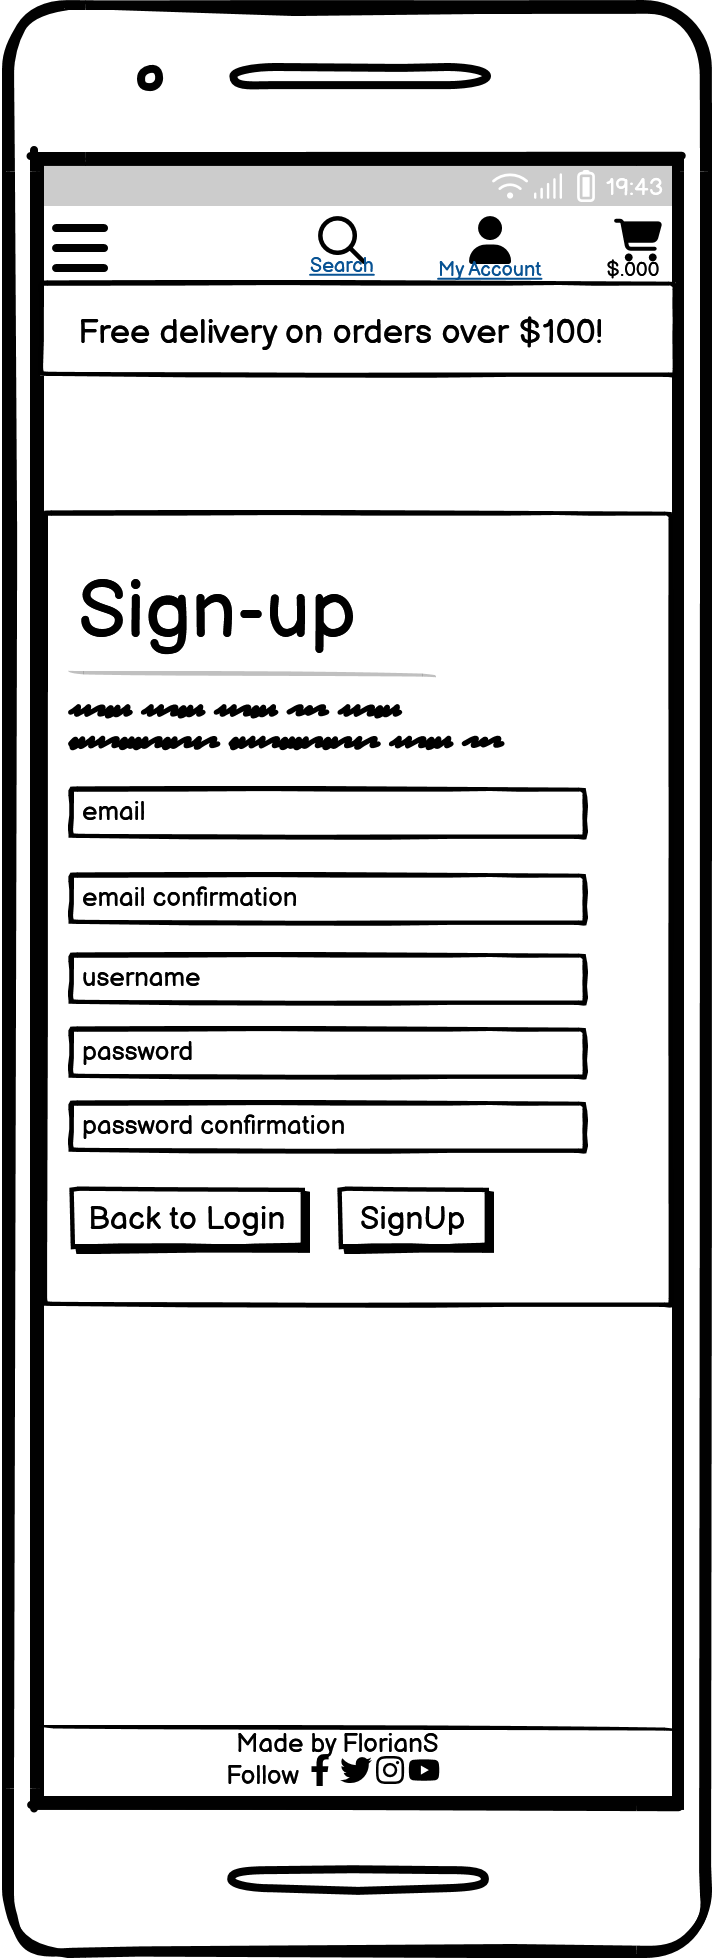 19:43
Search
My Account
$.000
Free delivery on orders over $100!
Sign-up
email
email confirmation
username
password
password confirmation
Back to Login
SignUp
Made by FlorianS
Follow